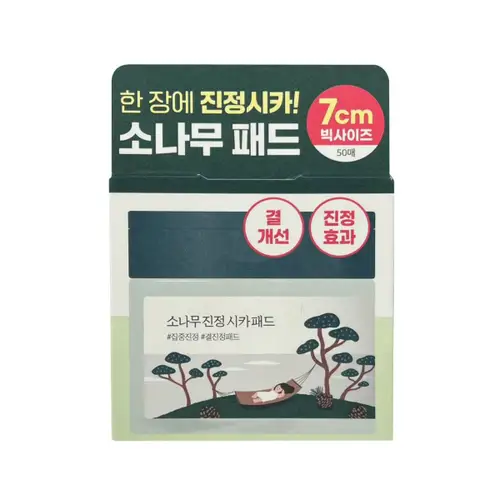 한 장에 진정시카!
소나무 패드
7cm
빅사이즈
50매
결
개선
진정
효과
소나무 진정 시카 패드
#집중진정 #결진정패드